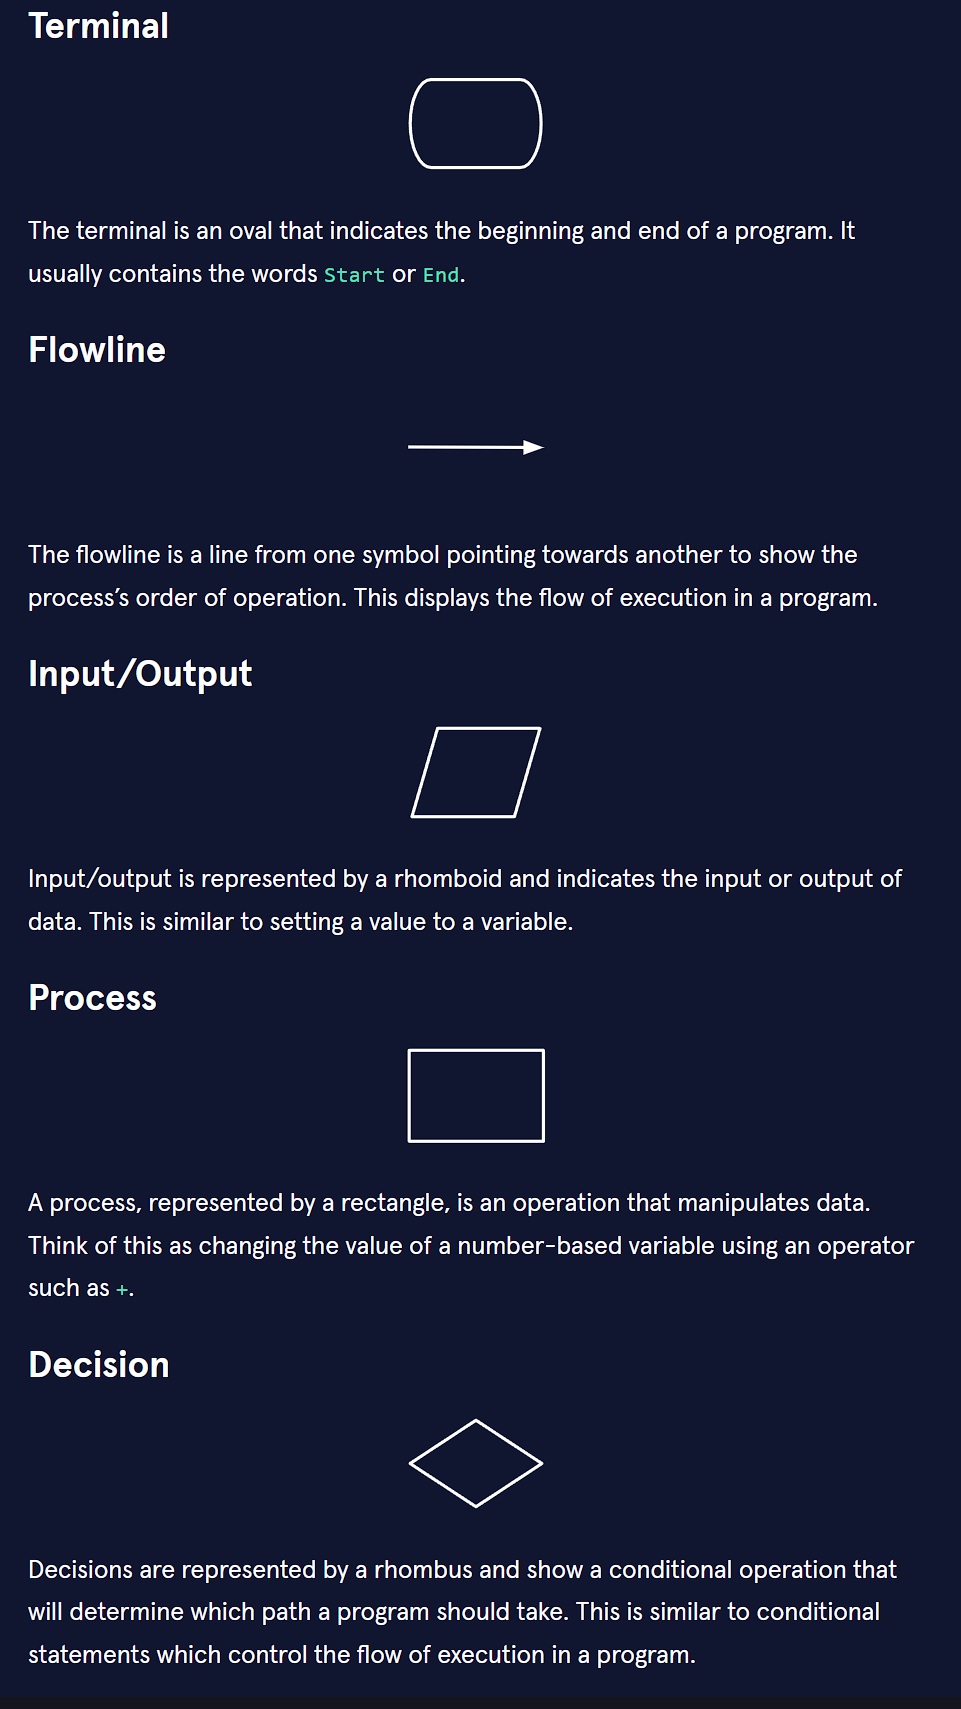 Terminal
The terminal is an oval that indicates the beginning and end of a program. It
usually contains the words Start or End.
Flowline
The flowline is a line from one symbol pointing towards another to show the
process’s order of operation. This displays the flow of execution in a program.
Input/Output
Input/output is represented by a rhomboid and indicates the input or output of
data. This is similar to setting a value to a variable.
Process
A process, represented by a rectangle, is an operation that manipulates data.
Think of this as changing the value of a number-based variable using an operator
such as +.
Decision
Decisions are represented by a rhombus and show a conditional operation that
will determine which path a program should take. This is similar to conditional
statements which control the flow of execution in a program.